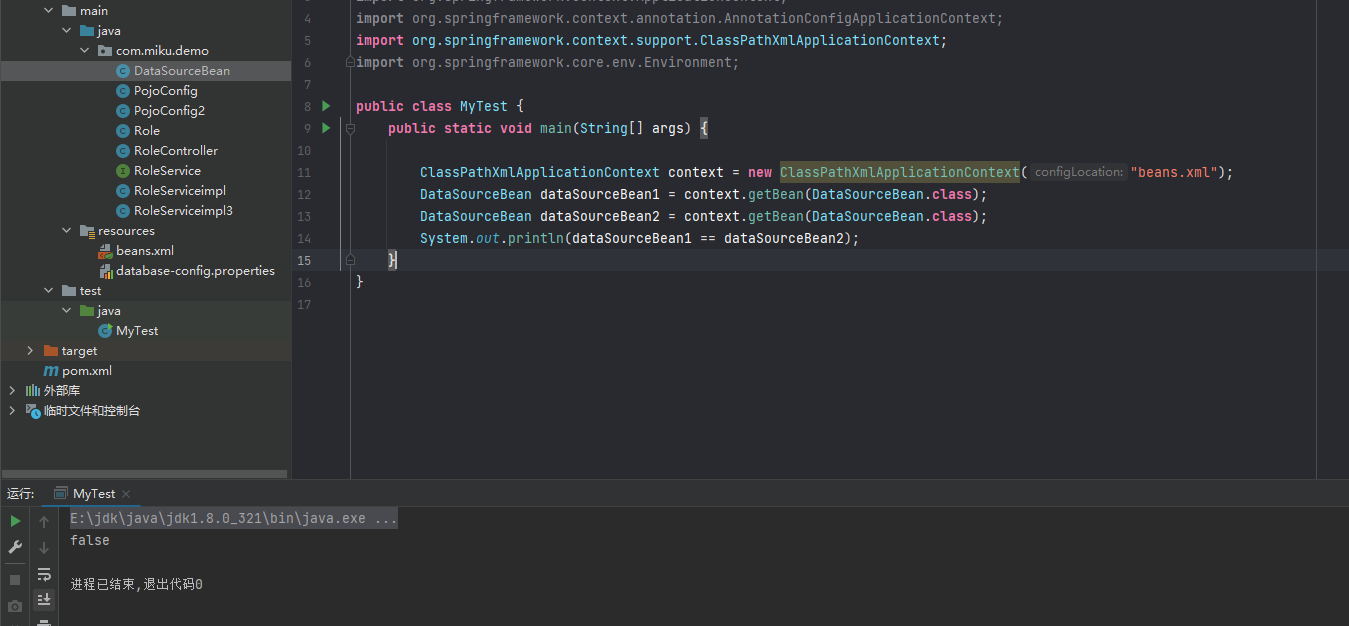 main
java
com.miku.demo
DataSourceBean
PojoConfig
PojoConfig2
Role
RoleController
RoleService
RoleServiceimpl
RoleServiceimpl3
resources
beans.xml
database-config.properties
test
java
MyTest
target
pom.xml
外部库
临时文件和控制台
4 import org.springframework.context.annotation.AnnotationConfigApplicationContext;
5 import org.springframework.context.support.ClassPathXmlApplicationContext;
6 import org.springframework.core.env.Environment;
7
8 public class MyTest {
9 public static void main(String[] args) {
10
11 ClassPathXmlApplicationContext context = new ClassPathXmlApplicationContext( configLocation: "beans.xml");
12 DataSourceBean dataSourceBean1 = context.getBean(DataSourceBean.class);
13 DataSourceBean dataSourceBean2 = context.getBean(DataSourceBean.class);
14 System.out.println(dataSourceBean1 == dataSourceBean2);
15 }
16 }
17
运行: MyTest
E:\jdk\java\jdk1.8.0_321\bin\java.exe ...
false
进程已结束,退出代码0